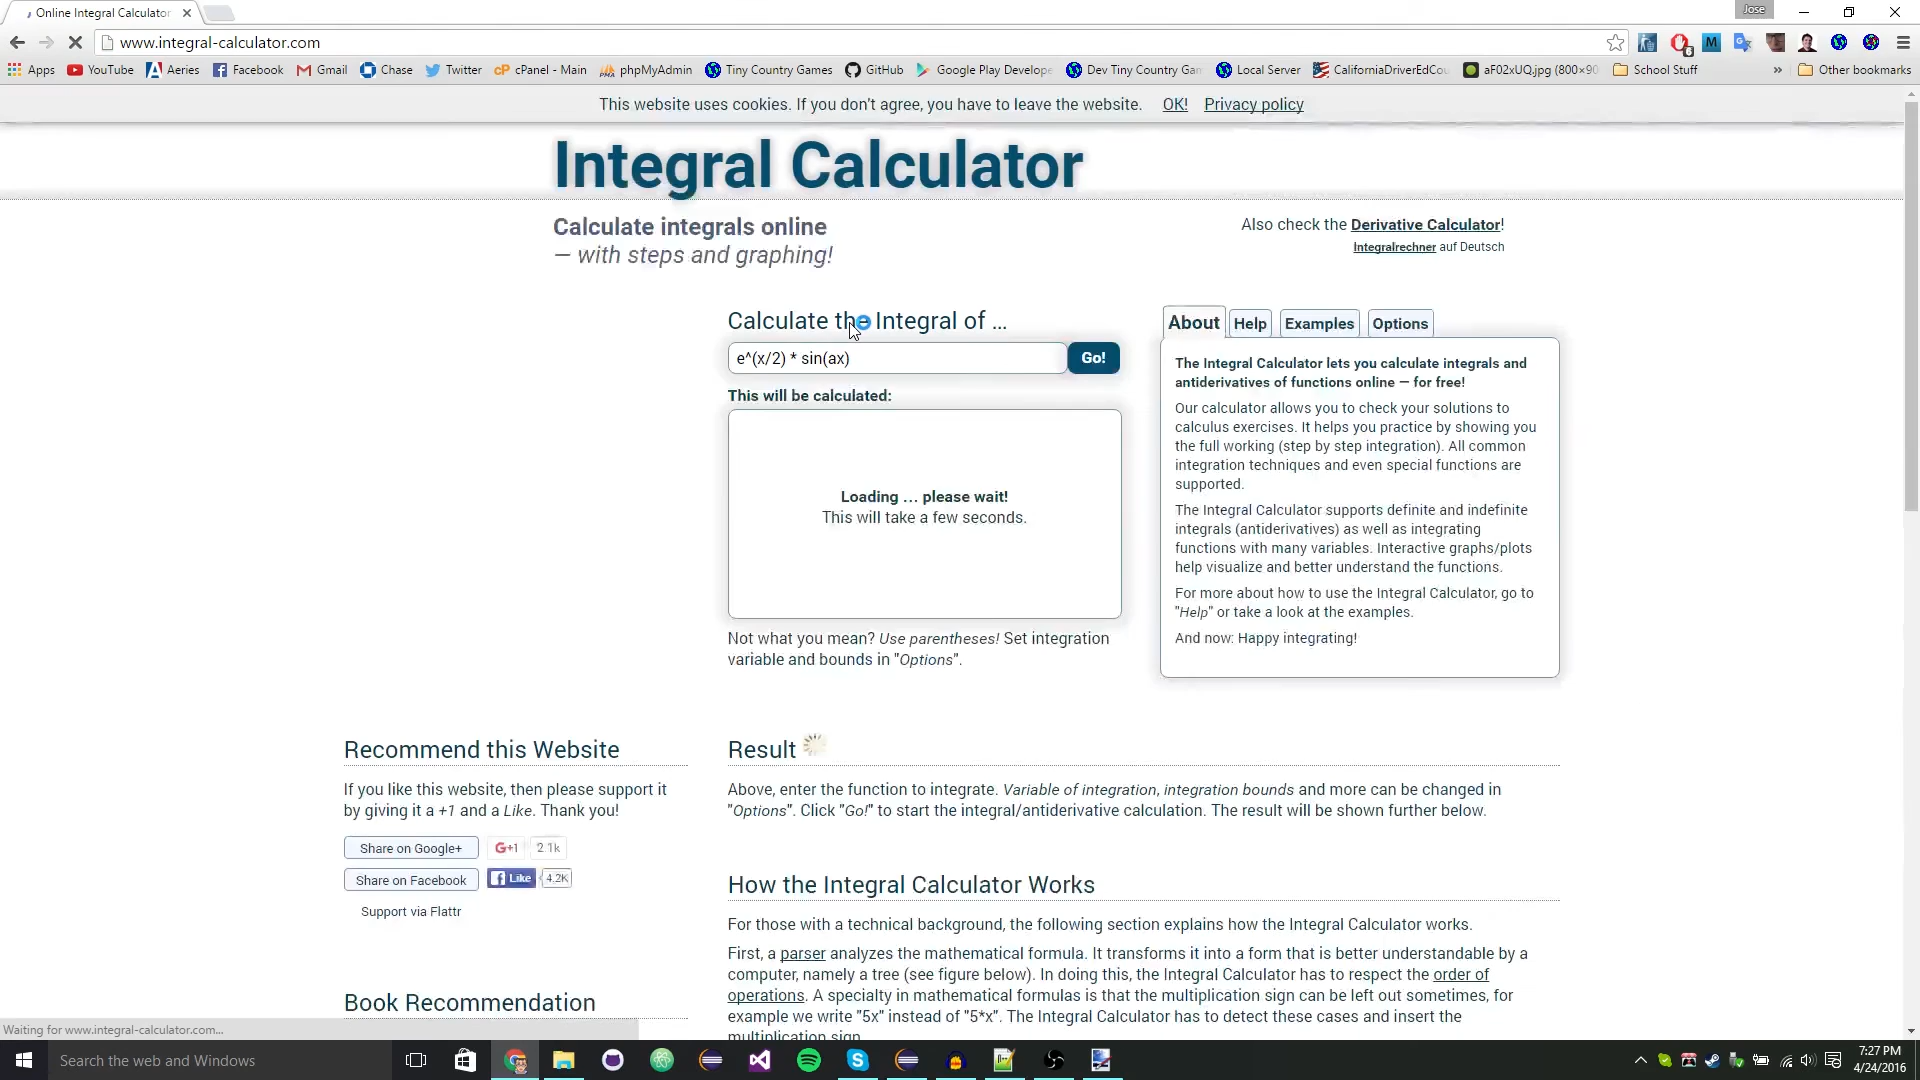 Online Integral Calculator
Jose
www.integral-calculator.com
Apps YouTube Aeries Facebook Gmail Chase Twitter cPanel - Main phpMyAdmin Tiny Country Games GitHub Google Play Develope Dev Tiny Country Gan Local Server CaliforniaDriverEdCou aF02xUQ.jpg (800×90 School Stuff » Other bookmarks
This website uses cookies. If you don't agree, you have to leave the website. OK! Privacy policy
Integral Calculator
Calculate integrals online
— with steps and graphing!
Also check the Derivative Calculator!
Integralrechner auf Deutsch
Calculate the Integral of ...
e^(x/2) * sin(ax)
Go!
This will be calculated:
Loading ... please wait!
This will take a few seconds.
Not what you mean? Use parentheses! Set integration
variable and bounds in "Options".
About Help Examples Options
The Integral Calculator lets you calculate integrals and
antiderivatives of functions online — for free!
Our calculator allows you to check your solutions to
calculus exercises. It helps you practice by showing you
the full working (step by step integration). All common
integration techniques and even special functions are
supported.
The Integral Calculator supports definite and indefinite
integrals (antiderivatives) as well as integrating
functions with many variables. Interactive graphs/plots
help visualize and better understand the functions.
For more about how to use the Integral Calculator, go to
"Help" or take a look at the examples.
And now: Happy integrating!
Recommend this Website
If you like this website, then please support it
by giving it a +1 and a Like. Thank you!
Share on Google+ G+1 2.1k
Share on Facebook Like 4.2K
Support via Flattr
Book Recommendation
Result
Above, enter the function to integrate. Variable of integration, integration bounds and more can be changed in
"Options". Click "Go!" to start the integral/antiderivative calculation. The result will be shown further below.
How the Integral Calculator Works
For those with a technical background, the following section explains how the Integral Calculator works.
First, a parser analyzes the mathematical formula. It transforms it into a form that is better understandable by a
computer, namely a tree (see figure below). In doing this, the Integral Calculator has to respect the order of
operations. A specialty in mathematical formulas is that the multiplication sign can be left out sometimes, for
example we write "5x" instead of "5*x". The Integral Calculator has to detect these cases and insert the
multiplication sign.
Waiting for www.integral-calculator.com...
Search the web and Windows
7:27 PM
4/24/2016